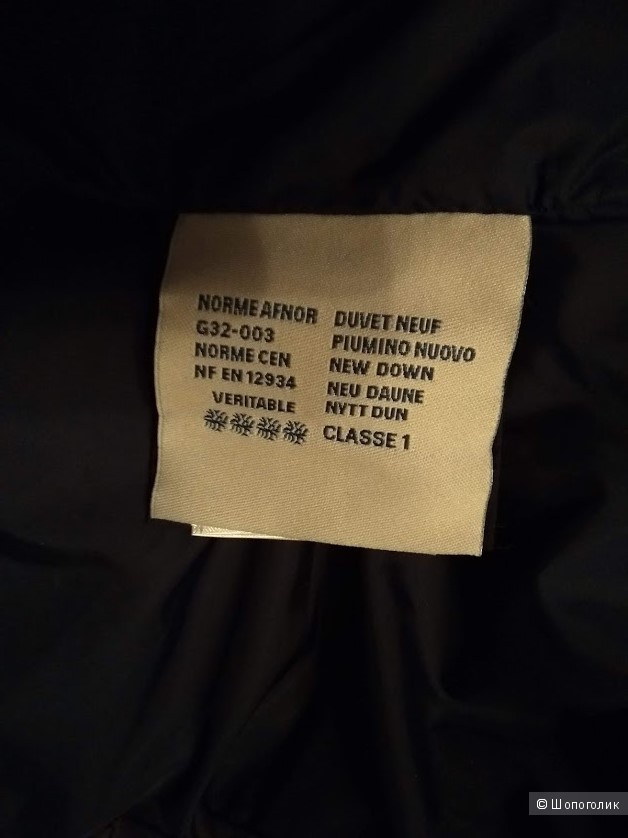 NORME AFNOR
G32-003
NORME CEN
NF EN 12934
VERITABLE
DUVET NEUF
PIUMINO NUOVO
NEW DOWN
NEU DAUNE
NYTT DUN
CLASSE 1
© Шопоголик